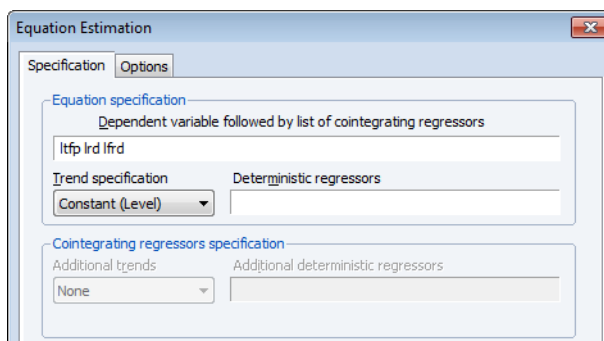 Equation Estimation
Specification Options
Equation specification
Dependent variable followed by list of cointegrating regressors
ltfp lrd lfrd
Trend specification Deterministic regressors
Constant (Level)
Cointegrating regressors specification
Additional trends Additional deterministic regressors
None